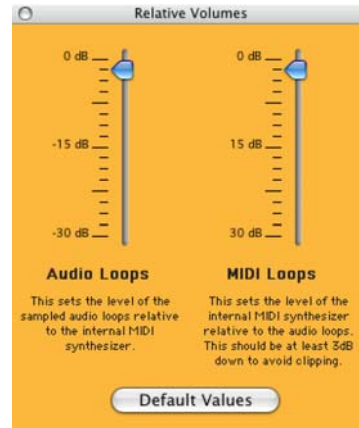 Relative Volumes
0 dB
-15 dB
-30 dB
Audio Loops
This sets the level of the
sampled audio loops relative
to the internal MIDI
synthesizer.
0 dB
15 dB
30 dB
MIDI Loops
This sets the level of the
internal MIDI synthesizer
relative to the audio loops.
This should be at least 3dB
down to avoid clipping.
Default Values